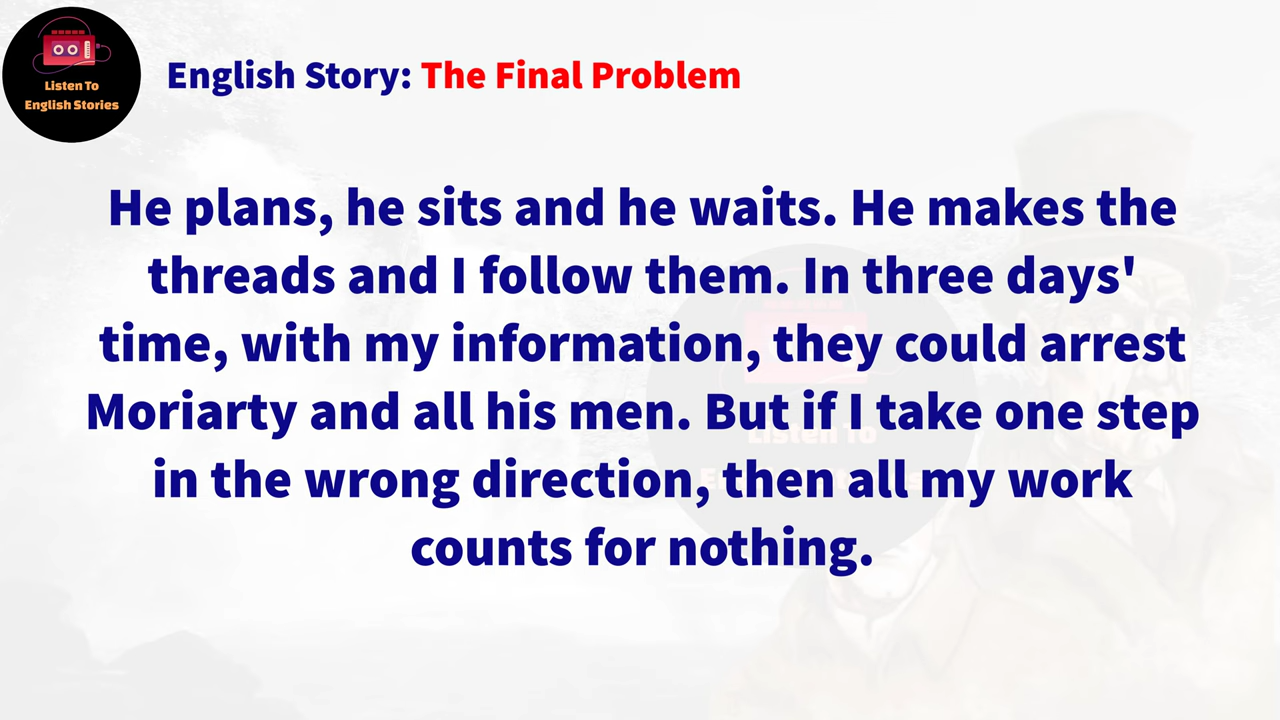 Listen To
English Stories
English Story: The Final Problem
He plans, he sits and he waits. He makes the
threads and I follow them. In three days'
time, with my information, they could arrest
Moriarty and all his men. But if I take one step
in the wrong direction, then all my work
counts for nothing.
Listen To